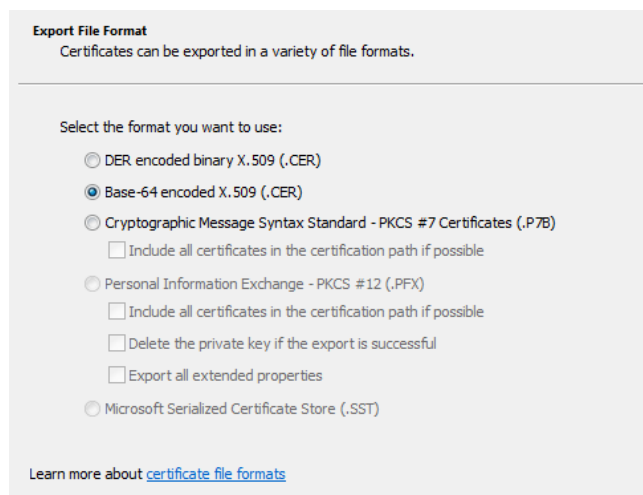 Export File Format
Certificates can be exported in a variety of file formats.
Select the format you want to use:
DER encoded binary X.509 (.CER)
Base-64 encoded X.509 (.CER)
Cryptographic Message Syntax Standard - PKCS #7 Certificates (.P7B)
Include all certificates in the certification path if possible
Personal Information Exchange - PKCS #12 (.PFX)
Include all certificates in the certification path if possible
Delete the private key if the export is successful
Export all extended properties
Microsoft Serialized Certificate Store (.SST)
Learn more about certificate file formats